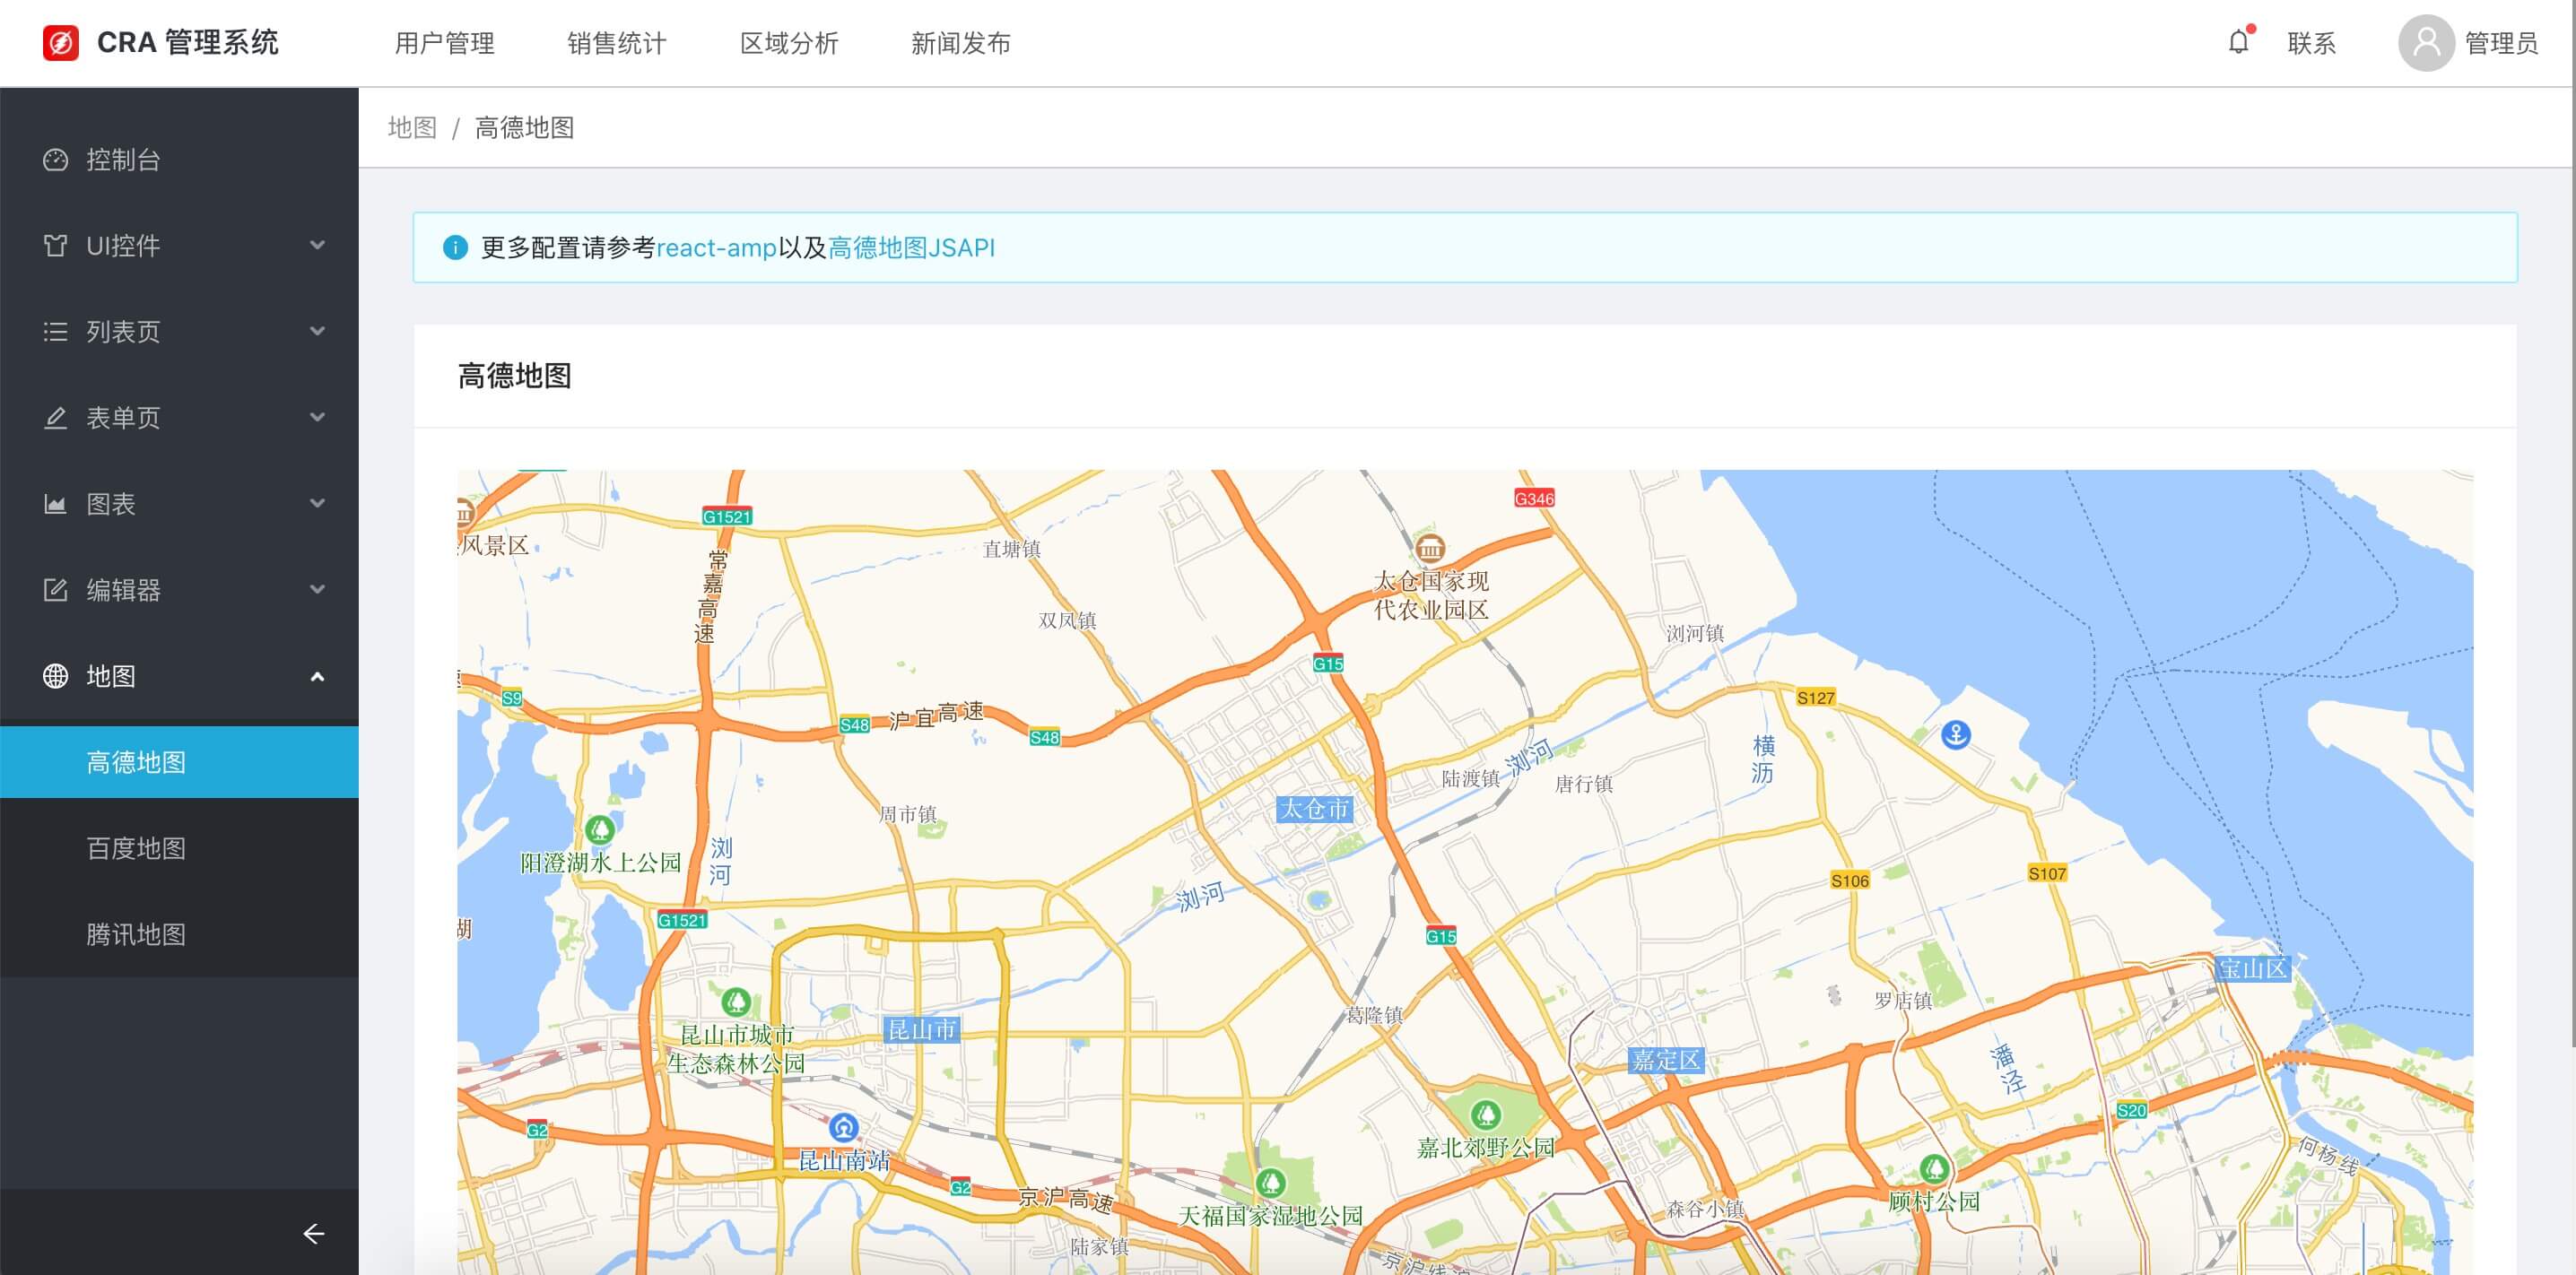 CRA 管理系统
用户管理
销售统计
区域分析
新闻发布
联系
管理员
控制台
UI控件
列表页
表单页
图表
编辑器
地图
高德地图
百度地图
腾讯地图
地图 / 高德地图
更多配置请参考react-amp以及高德地图JSAPI
高德地图
G1521
G346
风景区
常嘉高速
直塘镇
太仓国家现
代农业园区
双凤镇
浏河镇
G15
S9
S48
沪宜高速
S48
S127
横沥
浏河
陆渡镇
唐行镇
太仓市
周市镇
阳澄湖水上公园
浏河
浏河
S106
S107
G1521
湖
G15
宝山区
罗店镇
昆山市城市
生态森林公园
昆山市
葛隆镇
嘉定区
潘泾
S20
G2
昆山南站
嘉北郊野公园
何杨线
G2
京沪高速
天福国家湿地公园
森谷小镇
顾村公园
陆家镇
京沪线